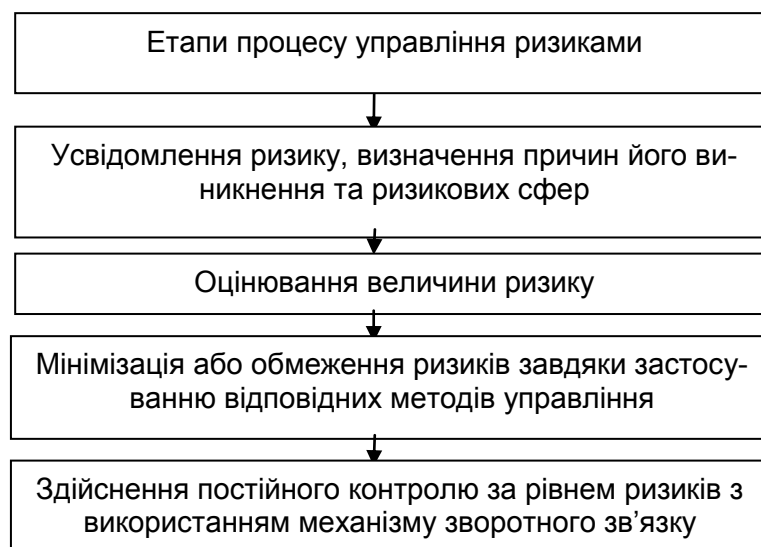 Етапи процесу управління ризиками
Усвідомлення ризику, визначення причин його ви-
никнення та ризикових сфер
Оцінювання величини ризику
Мінімізація або обмеження ризиків завдяки застосу-
ванню відповідних методів управління
Здійснення постійного контролю за рівнем ризиків з
використанням механізму зворотного зв’язку